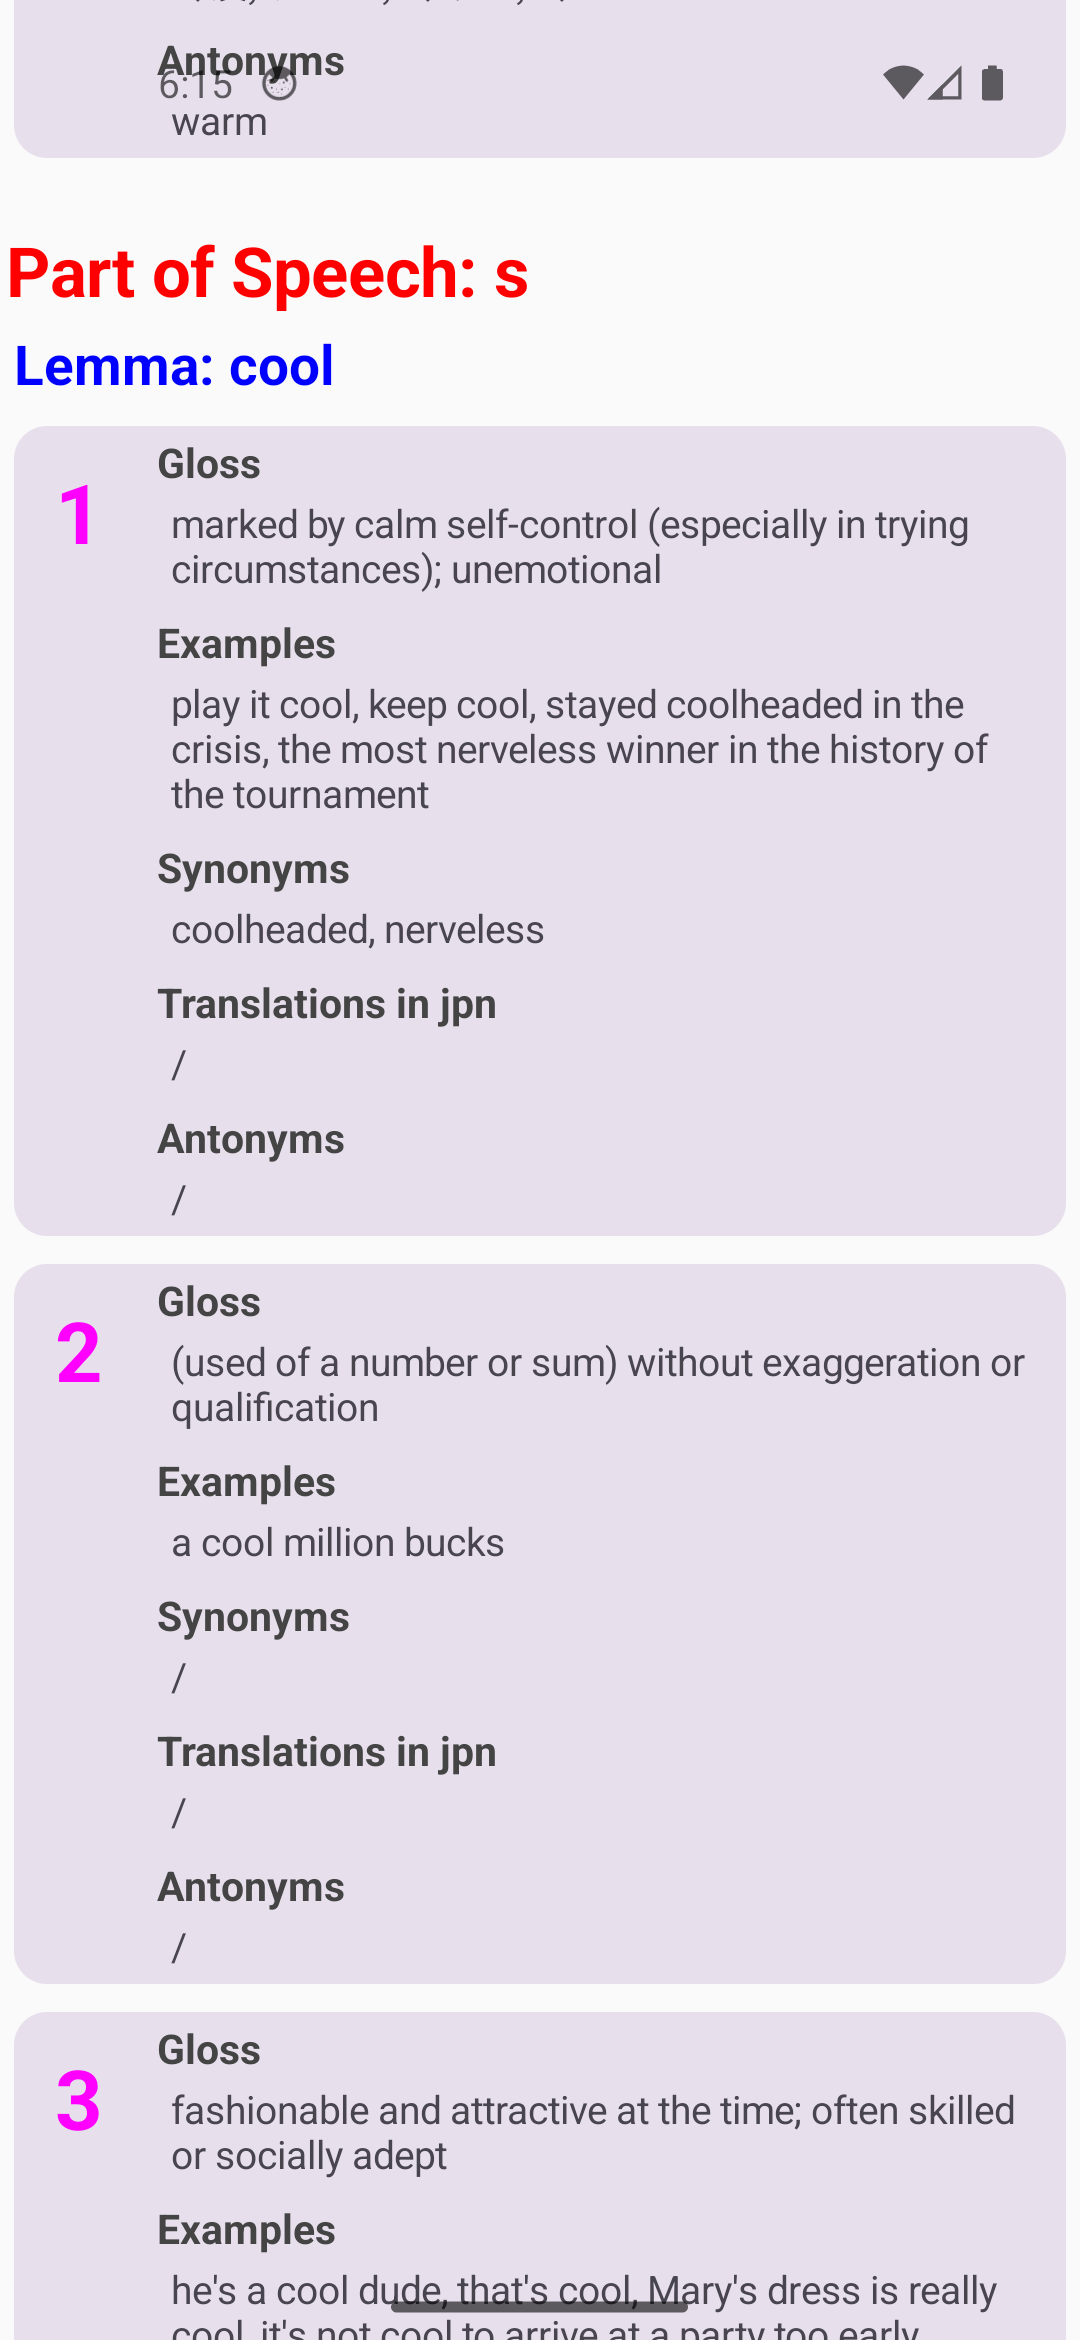 Antonyms
6:15
warm
Part of Speech: s
Lemma: cool
1
Gloss
marked by calm self-control (especially in trying
circumstances); unemotional
Examples
play it cool, keep cool, stayed coolheaded in the
crisis, the most nerveless winner in the history of
the tournament
Synonyms
coolheaded, nerveless
Translations in jpn
/
Antonyms
/
2
Gloss
(used of a number or sum) without exaggeration or
qualification
Examples
a cool million bucks
Synonyms
/
Translations in jpn
/
Antonyms
/
3
Gloss
fashionable and attractive at the time; often skilled
or socially adept
Examples
he's a cool dude, that's cool, Mary's dress is really
cool, it's not cool to arrive at a party too early